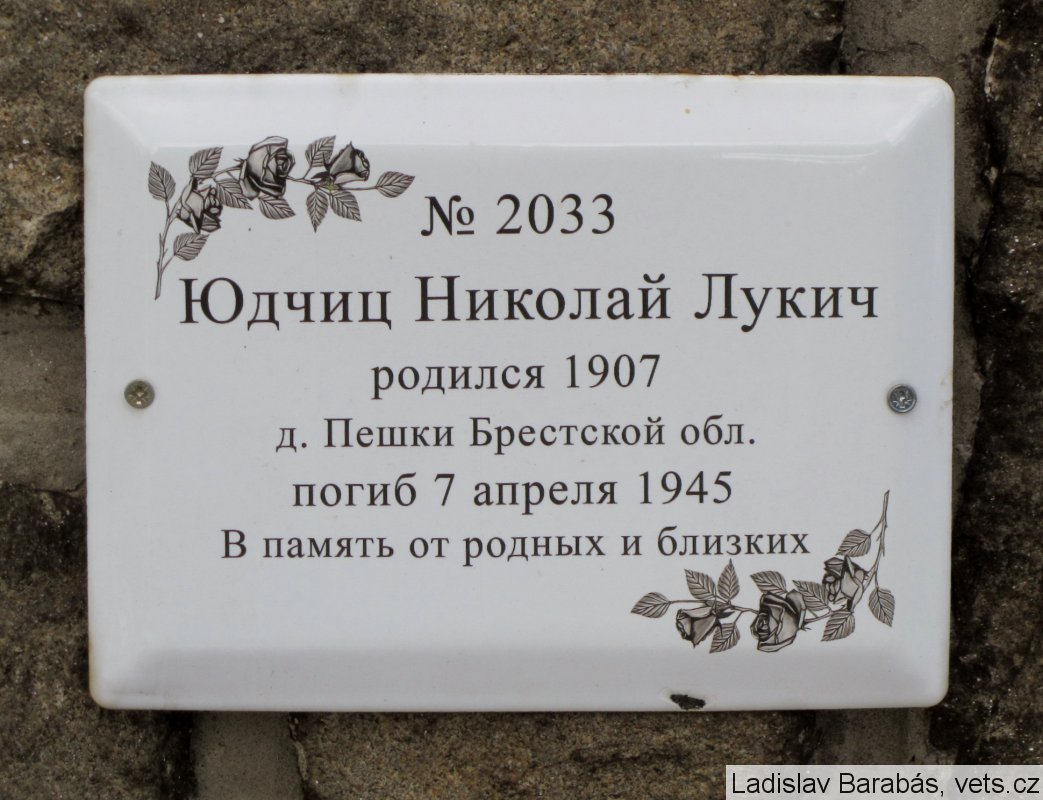 № 2033
Юдчиц Николай Лукич
родился 1907
д. Пешки Брестской обл.
погиб 7 апреля 1945
В память от родных и близких
Ladislav Barabás, vets.cz